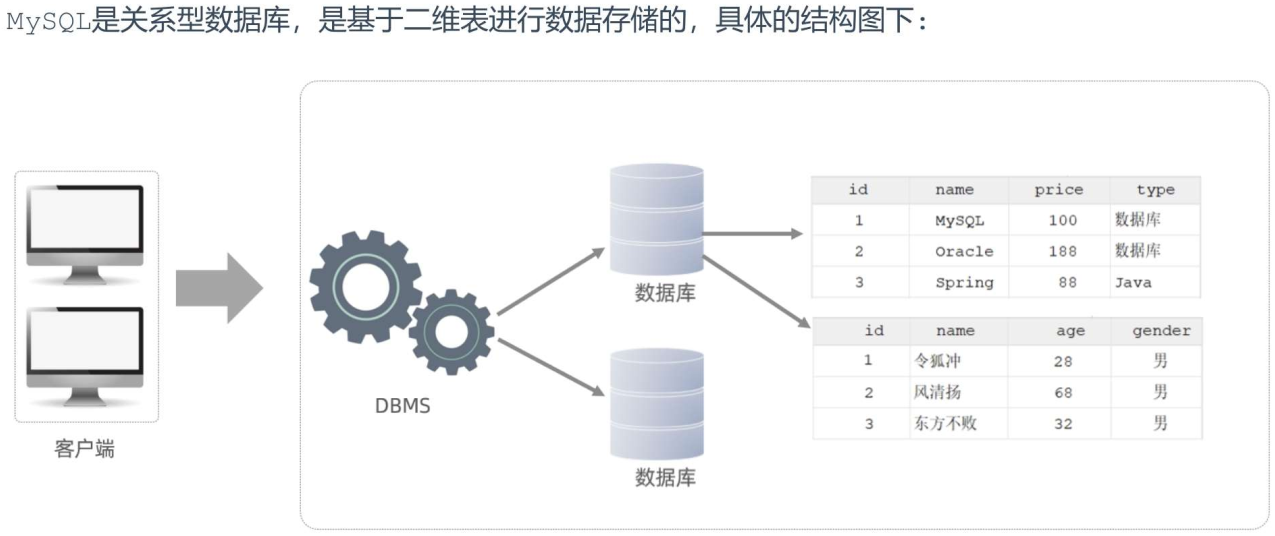 MySQL是关系型数据库，是基于二维表进行数据存储的，具体的结构图下：
客户端
DBMS
数据库
数据库
id name price type
1 MySQL 100 数据库
2 Oracle 188 数据库
3 Spring 88 Java
id name age gender
1 令狐冲 28 男
2 风清扬 68 男
3 东方不败 32 男